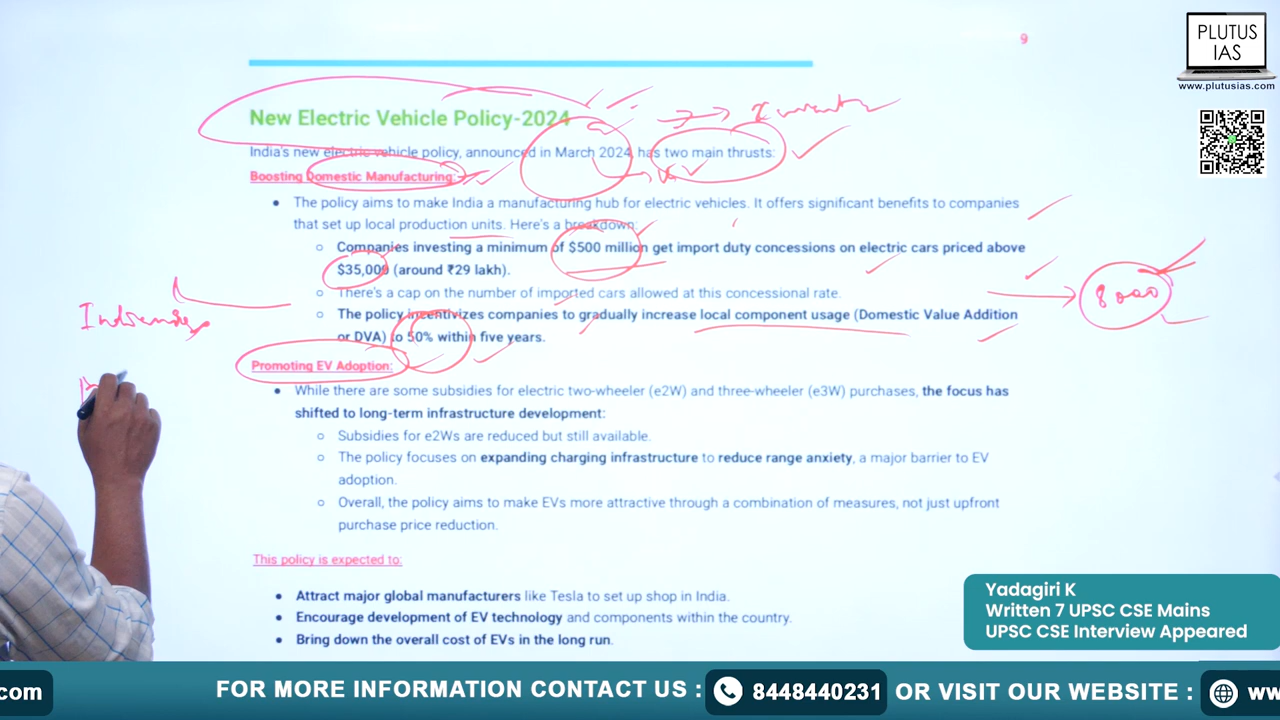 9
PLUTUS
IAS
www.plutusias.com
New Electric Vehicle Policy-2024
India's new electric vehicle policy, announced in March 2024, has two main thrusts:
Boosting Domestic Manufacturing:
The policy aims to make India a manufacturing hub for electric vehicles. It offers significant benefits to companies
that set up local production units. Here's a breakdown:
Companies investing a minimum of $500 million get import duty concessions on electric cars priced above
$35,000 (around ₹29 lakh).
There's a cap on the number of imported cars allowed at this concessional rate.
8000
The policy incentivizes companies to gradually increase local component usage (Domestic Value Addition
or DVA) to 50% within five years.
Promoting EV Adoption:
While there are some subsidies for electric two-wheeler (e2W) and three-wheeler (e3W) purchases, the focus has
shifted to long-term infrastructure development:
Subsidies for e2Ws are reduced but still available.
The policy focuses on expanding charging infrastructure to reduce range anxiety, a major barrier to EV
adoption.
Overall, the policy aims to make EVs more attractive through a combination of measures, not just upfront
purchase price reduction.
This policy is expected to:
Attract major global manufacturers like Tesla to set up shop in India.
Encourage development of EV technology and components within the country.
Bring down the overall cost of EVs in the long run.
Yadagiri K
Written 7 UPSC CSE Mains
UPSC CSE Interview Appeared
.com
FOR MORE INFORMATION CONTACT US :
8448440231
OR VISIT OUR WEBSITE :